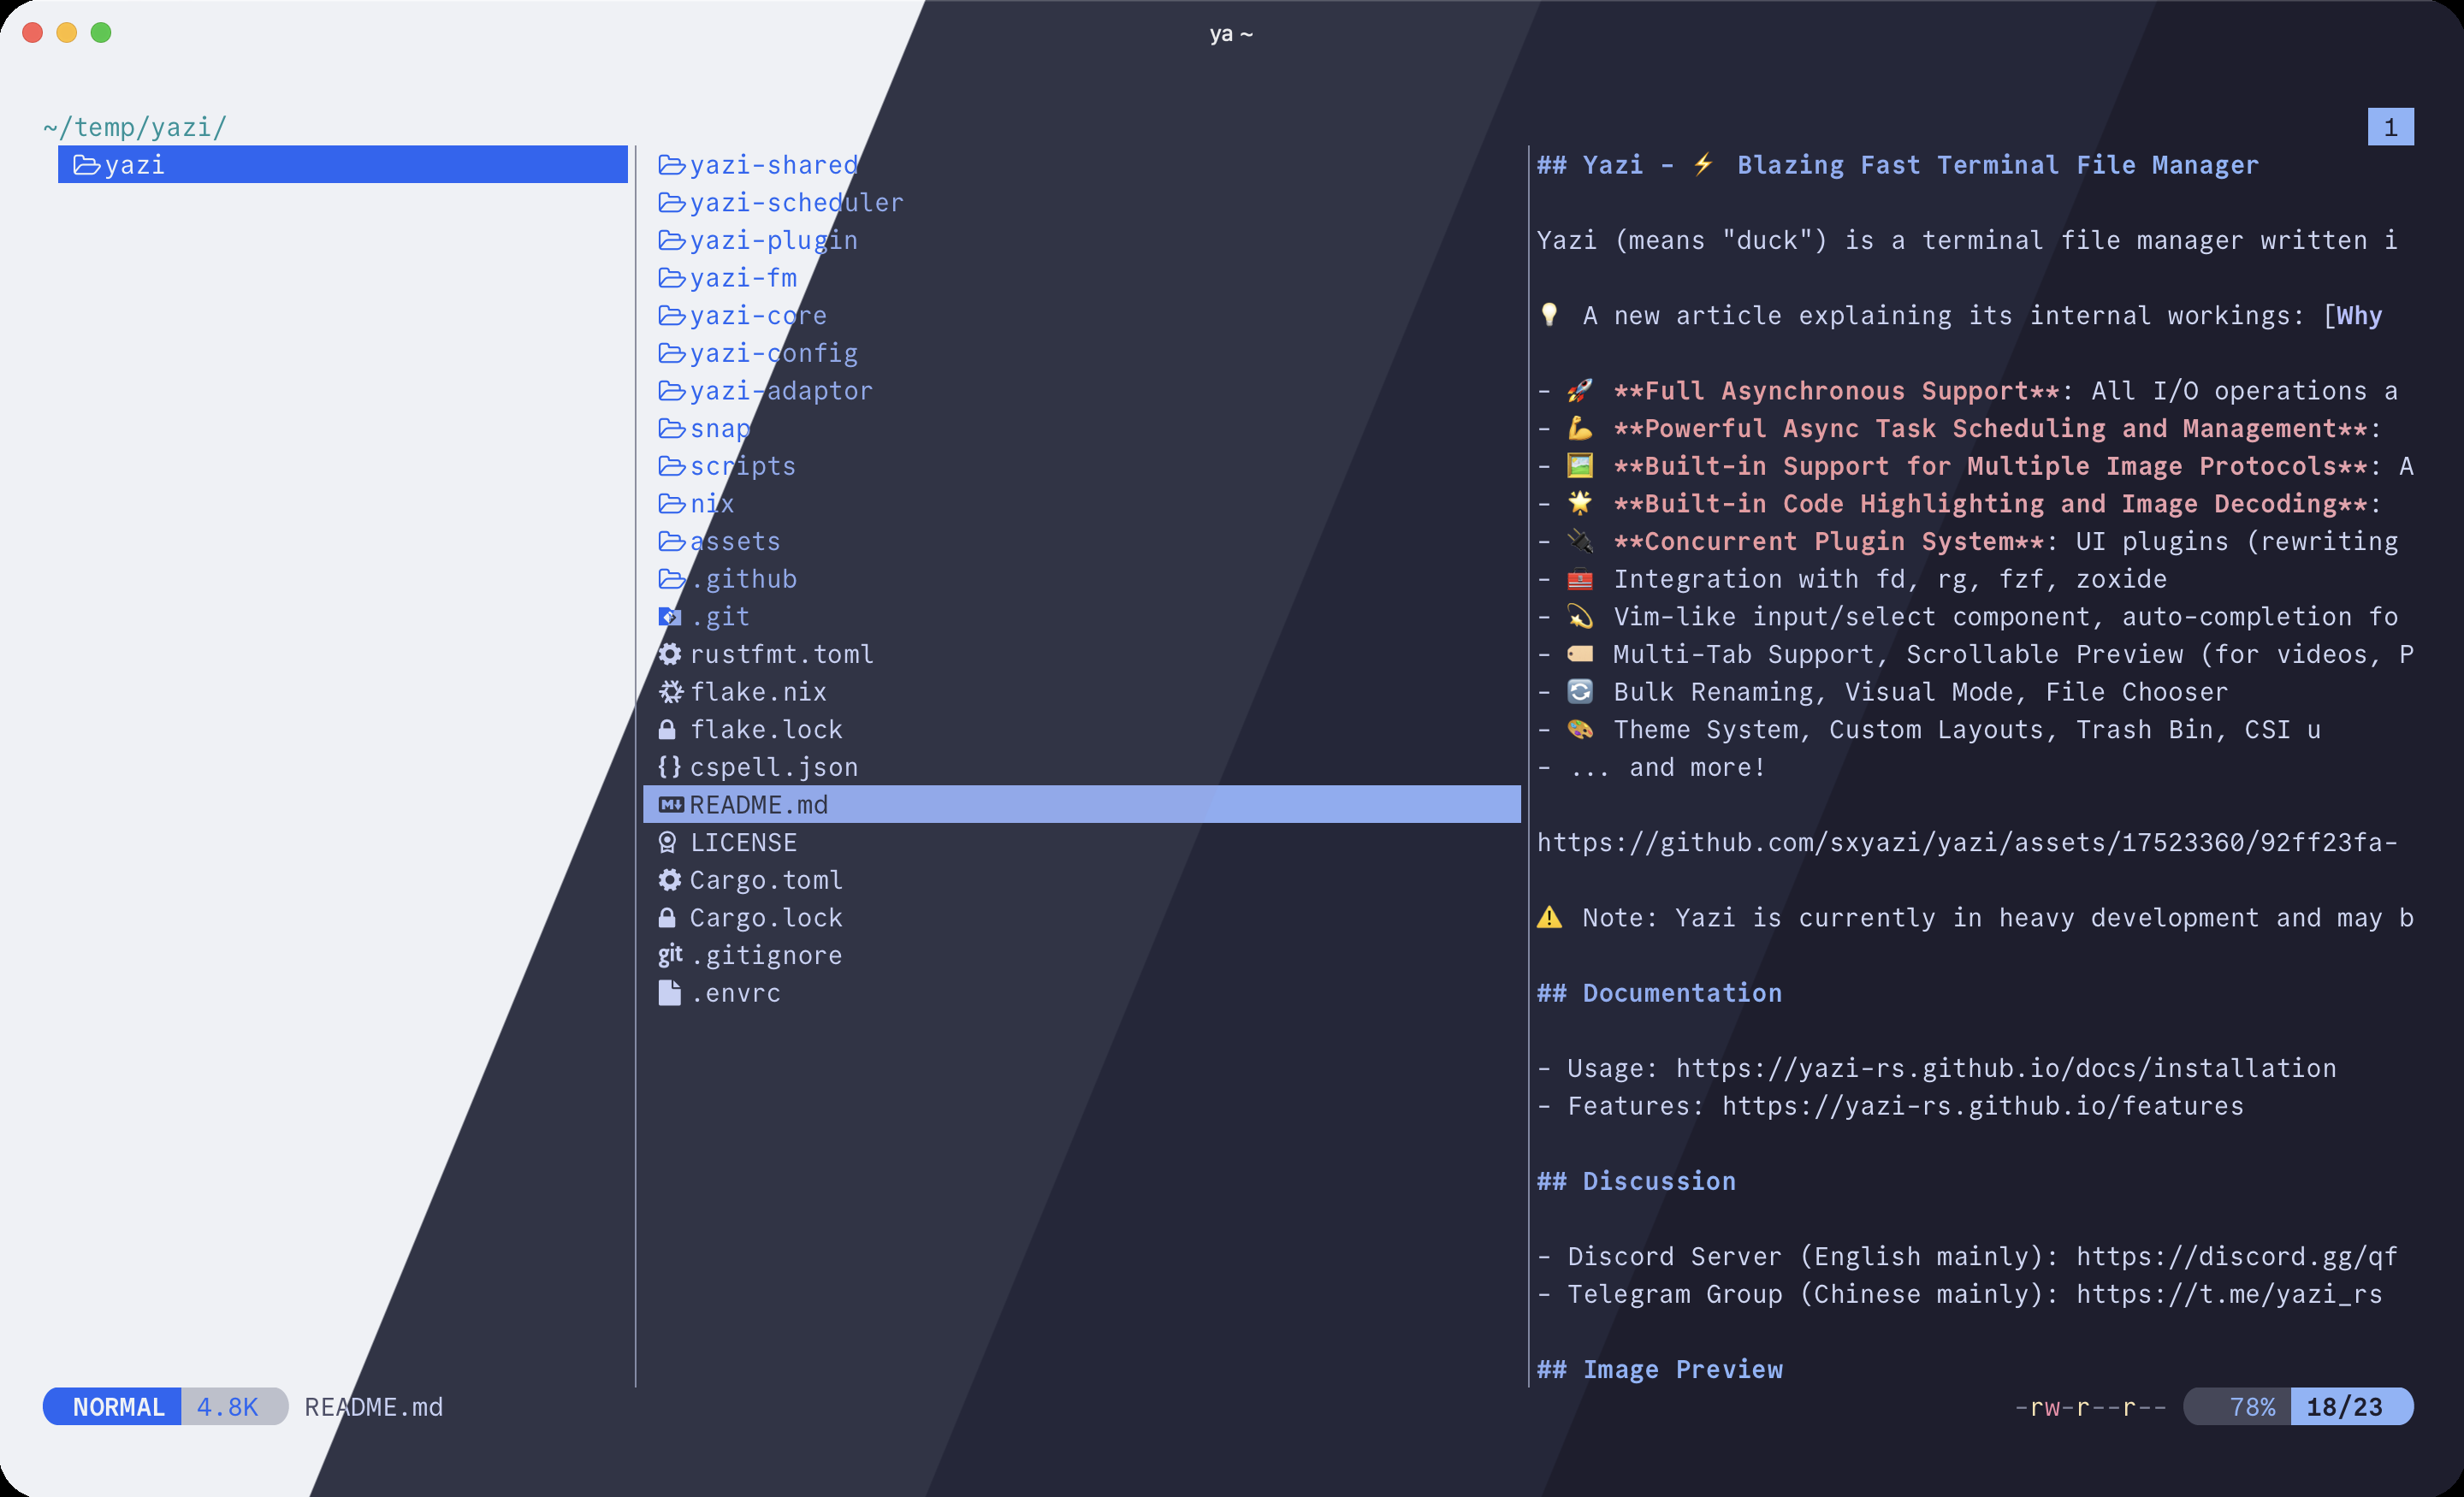 ya ~
~/temp/yazi/
1
yazi
yazi-shared
yazi-scheduler
yazi-plugin
yazi-fm
yazi-core
yazi-config
yazi-adaptor
snap
scripts
nix
assets
.github
.git
rustfmt.toml
flake.nix
flake.lock
{} cspell.json
M↓ README.md
LICENSE
Cargo.toml
Cargo.lock
git .gitignore
.envrc
## Yazi - ⚡ Blazing Fast Terminal File Manager
Yazi (means "duck") is a terminal file manager written i
💡 A new article explaining its internal workings: [Why
- 🚀 **Full Asynchronous Support**: All I/O operations a
- 💪 **Powerful Async Task Scheduling and Management**:
- 🖼️ **Built-in Support for Multiple Image Protocols**: A
- 🌟 **Built-in Code Highlighting and Image Decoding**:
- 🔌 **Concurrent Plugin System**: UI plugins (rewriting
- 🧰 Integration with fd, rg, fzf, zoxide
- 💫 Vim-like input/select component, auto-completion fo
- 🏷️ Multi-Tab Support, Scrollable Preview (for videos, P
- 🔄 Bulk Renaming, Visual Mode, File Chooser
- 🎨 Theme System, Custom Layouts, Trash Bin, CSI u
- ... and more!
https://github.com/sxyazi/yazi/assets/17523360/92ff23fa-
⚠️ Note: Yazi is currently in heavy development and may b
## Documentation
- Usage: https://yazi-rs.github.io/docs/installation
- Features: https://yazi-rs.github.io/features
## Discussion
- Discord Server (English mainly): https://discord.gg/qf
- Telegram Group (Chinese mainly): https://t.me/yazi_rs
## Image Preview
NORMAL 4.8K README.md
-rw-r--r-- 78% 18/23